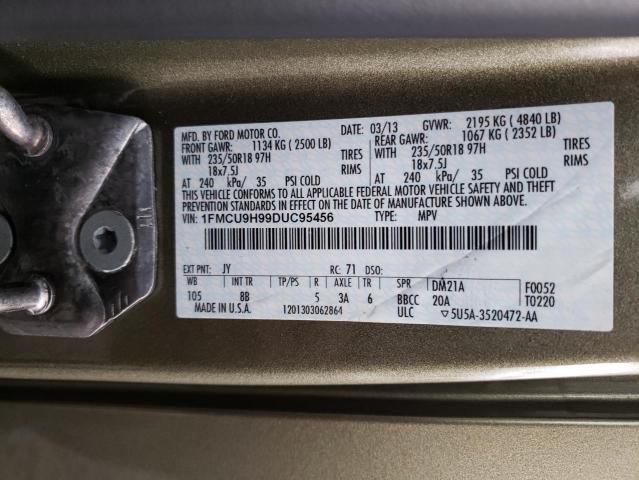 MFD. BY FORD MOTOR CO.
DATE: 03/13 GVWR: 2195 KG ( 4840 LB)
FRONT GAWR: 1134 KG ( 2500 LB)
REAR GAWR: 1067 KG ( 2352 LB)
WITH 235/50R18 97H TIRES
WITH 235/50R18 97H TIRES
18x7.5J RIMS
18x7.5J RIMS
AT 240 kPa/ 35 PSI COLD
AT 240 kPa/ 35 PSI COLD
THIS VEHICLE CONFORMS TO ALL APPLICABLE FEDERAL MOTOR VEHICLE SAFETY AND THEFT
PREVENTION STANDARDS IN EFFECT ON THE DATE OF MANUFACTURE SHOWN ABOVE.
VIN: 1FMCU9H99DUC95456 TYPE: MPV
EXT PNT: JY RC: 71 DSO:
WB INT TR TP/PS R AXLE TR SPR DM21A F0052
105 BB 5 3A 6 BBCC 20A T0220
MADE IN U.S.A. 1201303062864 ULC ▽5U5A-3520472-AA